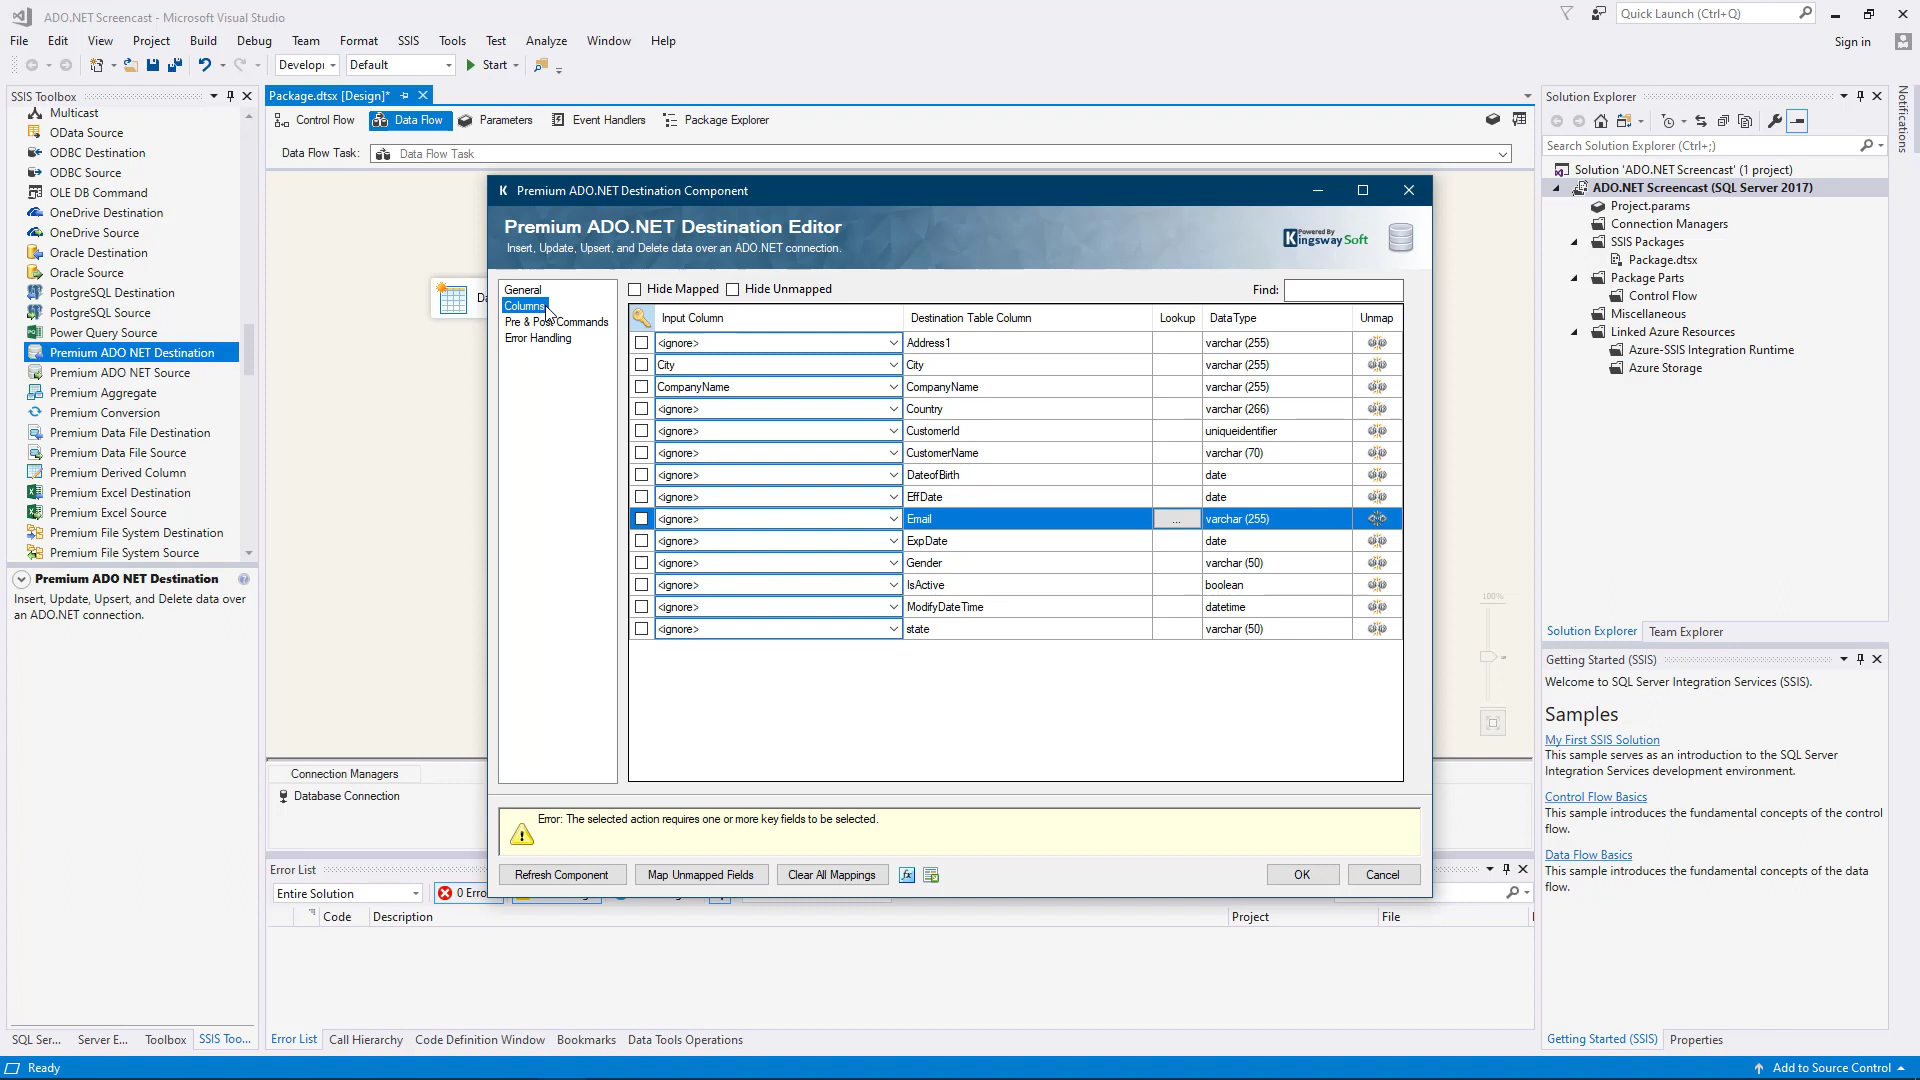 ADO.NET Screencast - Microsoft Visual Studio
Quick Launch (Ctrl+Q)
File Edit View Project Build Debug Team Format SSIS Tools Test Analyze Window Help
Sign in
Default
Start
SSIS Toolbox
Multicast
OData Source
ODBC Destination
ODBC Source
OLE DB Command
OneDrive Destination
OneDrive Source
Oracle Destination
Oracle Source
PostgreSQL Destination
PostgreSQL Source
Power Query Source
Premium ADO NET Destination
Premium ADO NET Source
Premium Aggregate
Premium Conversion
Premium Data File Destination
Premium Data File Source
Premium Derived Column
Premium Excel Destination
Premium Excel Source
Premium File System Destination
Premium File System Source
Premium ADO NET Destination
Insert, Update, Upsert, and Delete data over
an ADO.NET connection.
SQL Ser... Server E... Toolbox SSIS Too...
Package.dtsx [Design]*
Control Flow Data Flow Parameters Event Handlers Package Explorer
Data Flow Task: Data Flow Task
Premium ADO.NET Destination Component
Premium ADO.NET Destination Editor
Insert, Update, Upsert, and Delete data over an ADO.NET connection.
Powered By
KingswaySoft
General
Columns
Pre & Post Commands
Error Handling
Hide Mapped Hide Unmapped Find:
Input Column Destination Table Column Lookup DataType Unmap
<ignore> Address1 varchar (255)
City City varchar (255)
CompanyName CompanyName varchar (255)
<ignore> Country varchar (266)
<ignore> CustomerId uniqueidentifier
<ignore> CustomerName varchar (70)
<ignore> DateofBirth date
<ignore> EffDate date
<ignore> Email ... varchar (255)
<ignore> ExpDate date
<ignore> Gender varchar (50)
<ignore> IsActive boolean
<ignore> ModifyDateTime datetime
<ignore> state varchar (50)
Error: The selected action requires one or more key fields to be selected.
Refresh Component Map Unmapped Fields Clear All Mappings fx OK Cancel
100%
Connection Managers
Database Connection
Error List
Entire Solution
Code Description Project File
Error List Call Hierarchy Code Definition Window Bookmarks Data Tools Operations
Solution Explorer
Search Solution Explorer (Ctrl+;)
Solution 'ADO.NET Screencast' (1 project)
ADO.NET Screencast (SQL Server 2017)
Project.params
Connection Managers
SSIS Packages
Package.dtsx
Package Parts
Control Flow
Miscellaneous
Linked Azure Resources
Azure-SSIS Integration Runtime
Azure Storage
Solution Explorer Team Explorer
Getting Started (SSIS)
Welcome to SQL Server Integration Services (SSIS).
Samples
My First SSIS Solution
This sample serves as an introduction to the SQL Server
Integration Services development environment.
Control Flow Basics
This sample introduces the fundamental concepts of the control
flow.
Data Flow Basics
This sample introduces the fundamental concepts of the data
flow.
Getting Started (SSIS) Properties
Notifications
Ready
Add to Source Control